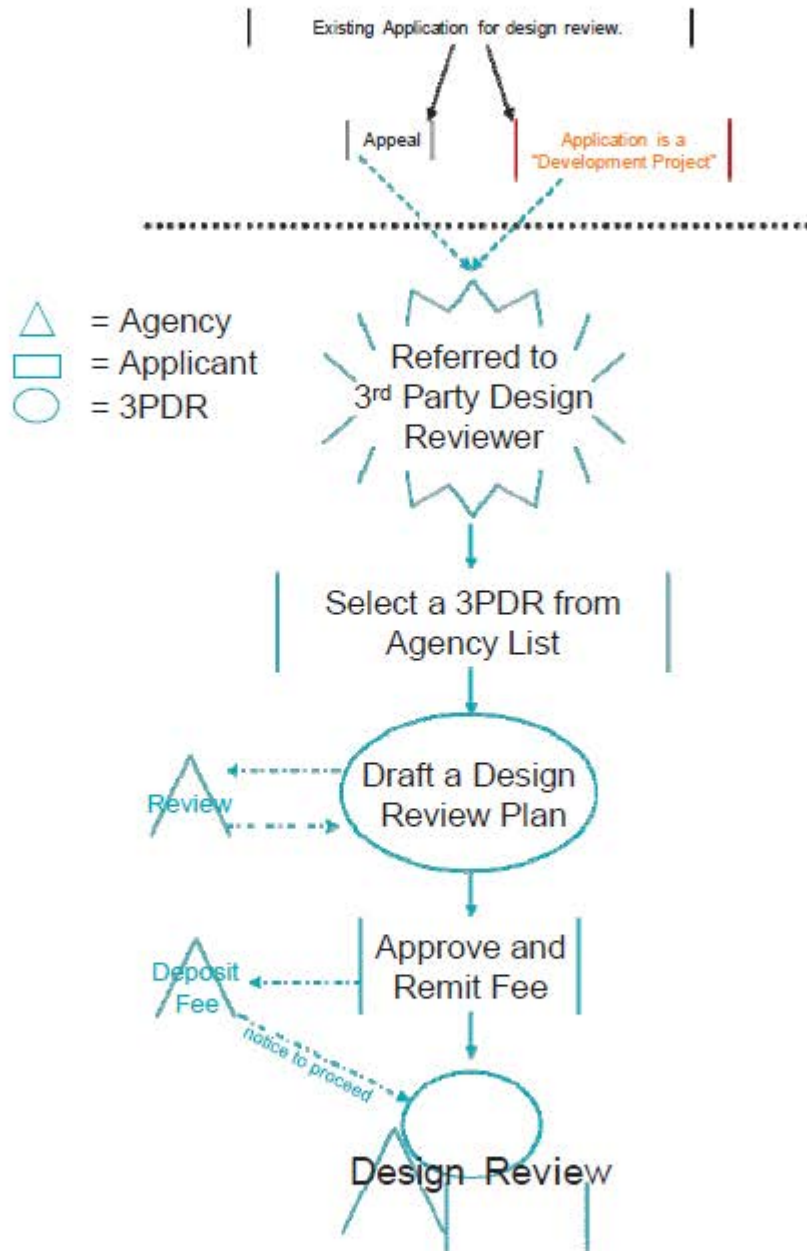 Existing Application for design review.
Appeal
Application is a
"Development Project"
= Agency
= Applicant
= 3PDR
Referred to
3rd Party Design
Reviewer
Select a 3PDR from
Agency List
Draft a Design
Review Plan
Review
Approve and
Remit Fee
Deposit
Fee
notice to proceed
Design Review